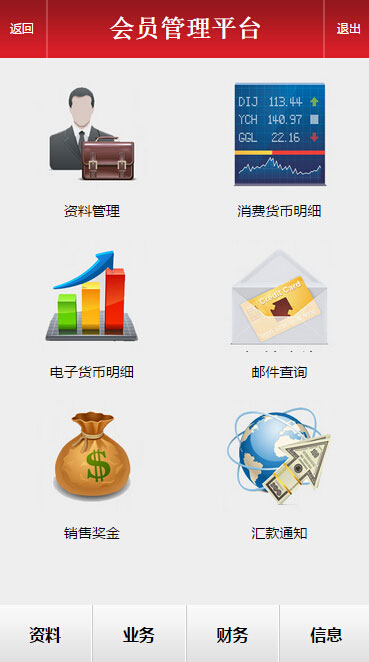 返回
会员管理平台
退出
DIJ 113.44
YCH 140.97
GGL 22.16
资料管理
消费货币明细
Credit Card
电子货币明细
邮件查询
$
销售奖金
汇款通知
资料
业务
财务
信息